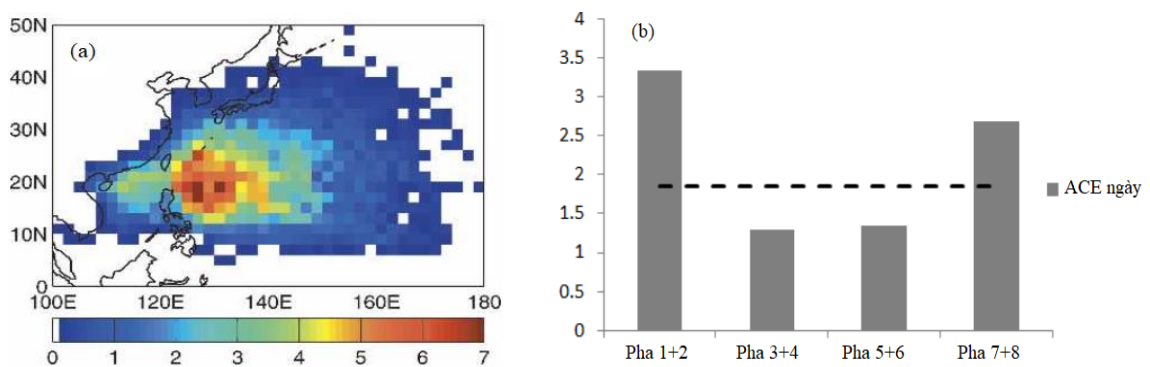 (a)
50N
40N
30N
20N
10N
0
100E 120E 140E 160E 180
0 1 2 3 4 5 6 7
(b)
4
3.5
3
2.5
2
1.5
1
0.5
0
Pha 1+2 Pha 3+4 Pha 5+6 Pha 7+8
ACE ngày